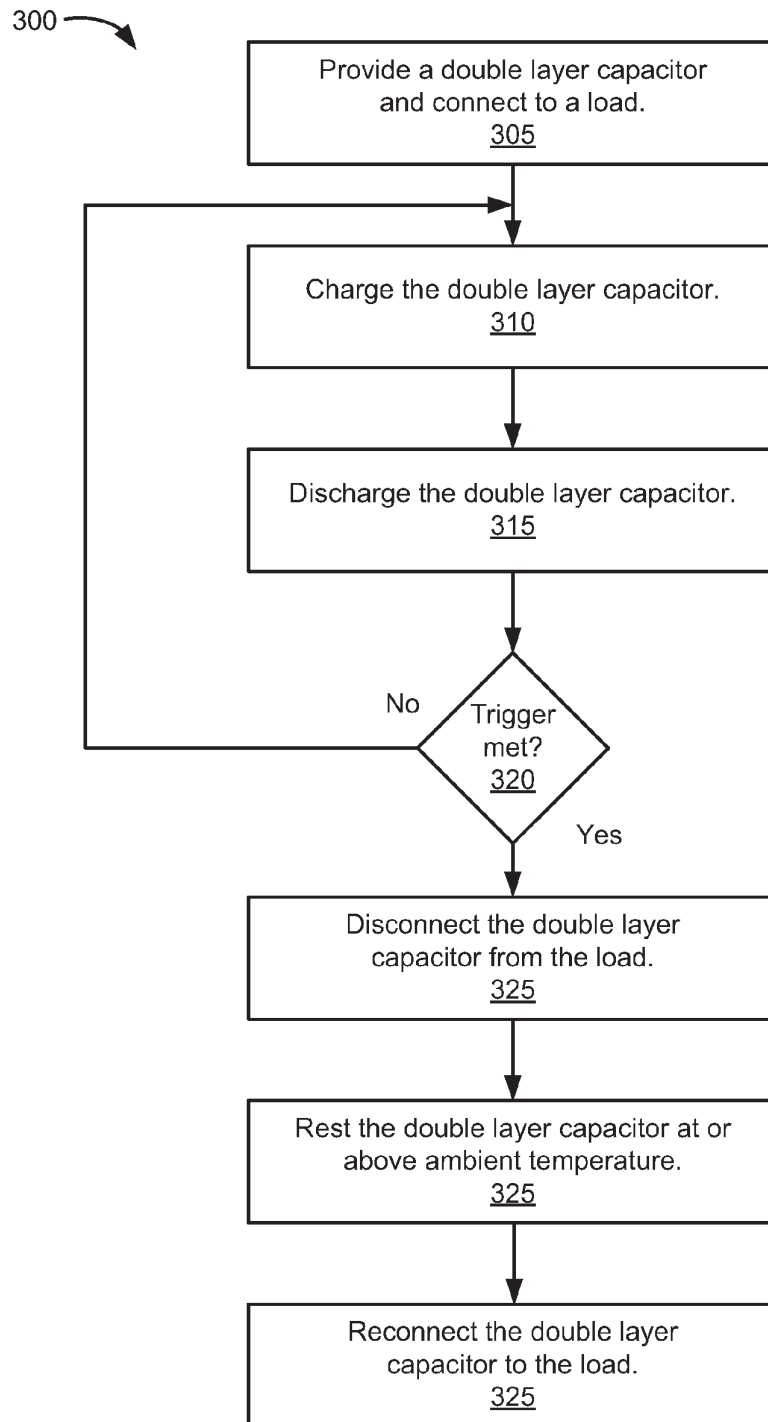 300
Provide a double layer capacitor
and connect to a load.
305
Charge the double layer capacitor.
310
Discharge the double layer capacitor.
315
No
Trigger
met?
320
Yes
Disconnect the double layer
capacitor from the load.
325
Rest the double layer capacitor at or
above ambient temperature.
325
Reconnect the double layer
capacitor to the load.
325